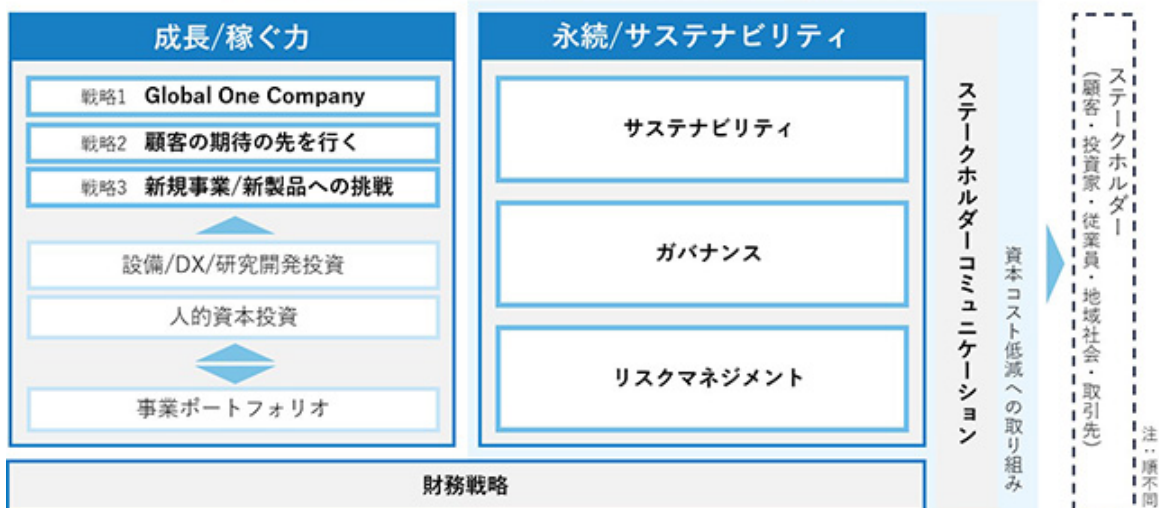 成長/稼ぐ力
戦略1 Global One Company
戦略2 顧客の期待の先を行く
戦略3 新規事業/新製品への挑戦
設備/DX/研究開発投資
人的資本投資
事業ポートフォリオ
永続/サステナビリティ
サステナビリティ
ガバナンス
リスクマネジメント
財務戦略
ステークホルダーコミュニケーション
資本コスト低減への取り組み
ステークホルダー
(顧客・投資家・従業員・地域社会・取引先)
注:順不同